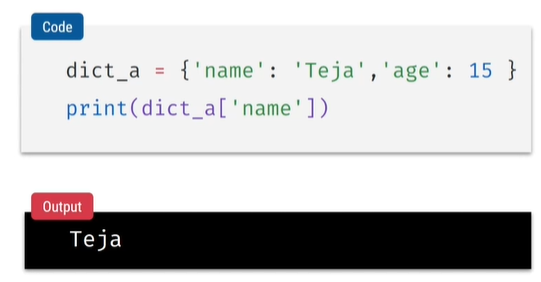 Code
dict_a = {'name': 'Teja','age': 15 }
print(dict_a['name'])
Output
Teja